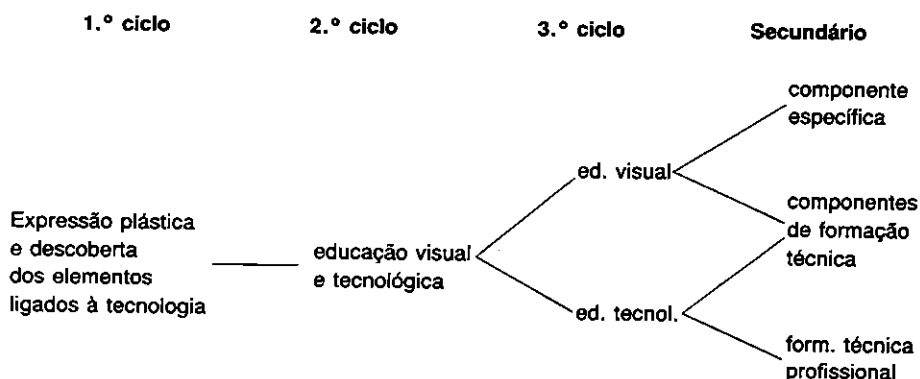 1.º ciclo
2.º ciclo
3.º ciclo
Secundário
Expressão plástica
e descoberta
dos elementos
ligados à tecnologia
educação visual
e tecnológica
ed. visual
ed. tecnol.
componente
específica
componentes
de formação
técnica
form. técnica
profissional